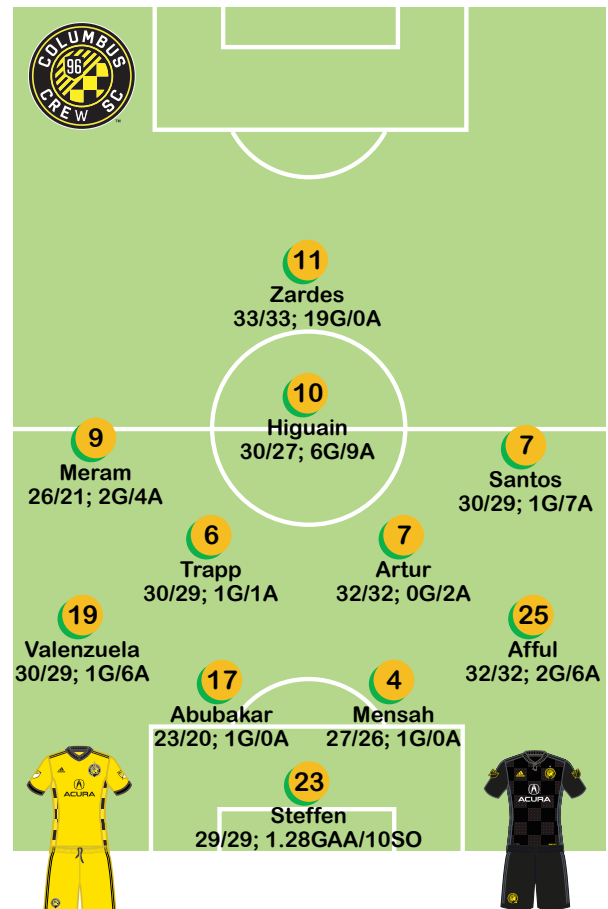 COLUMBUS
96
CREW SC
TM
11
Zardes
33/33; 19G/0A
10
Higuain
30/27; 6G/9A
9
Meram
26/21; 2G/4A
7
Santos
30/29; 1G/7A
6
Trapp
30/29; 1G/1A
7
Artur
32/32; 0G/2A
19
Valenzuela
30/29; 1G/6A
25
Afful
32/32; 2G/6A
17
Abubakar
23/20; 1G/0A
4
Mensah
27/26; 1G/0A
23
Steffen
29/29; 1.28GAA/10SO
ACURA
ACURA